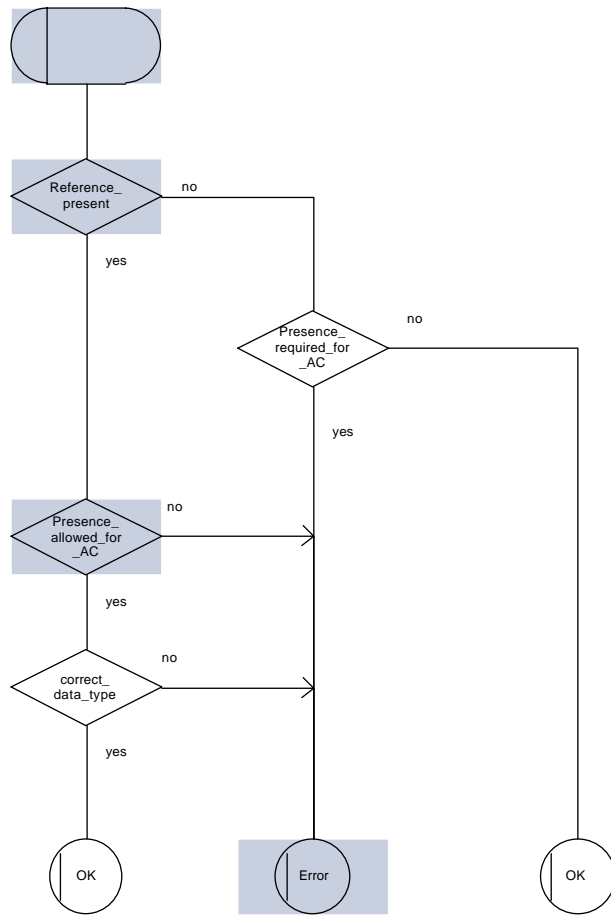 Reference_
present
no
yes
Presence_
required_for
_AC
no
yes
Presence_
allowed_for
_AC
no
yes
correct_
data_type
no
yes
OK
Error
OK